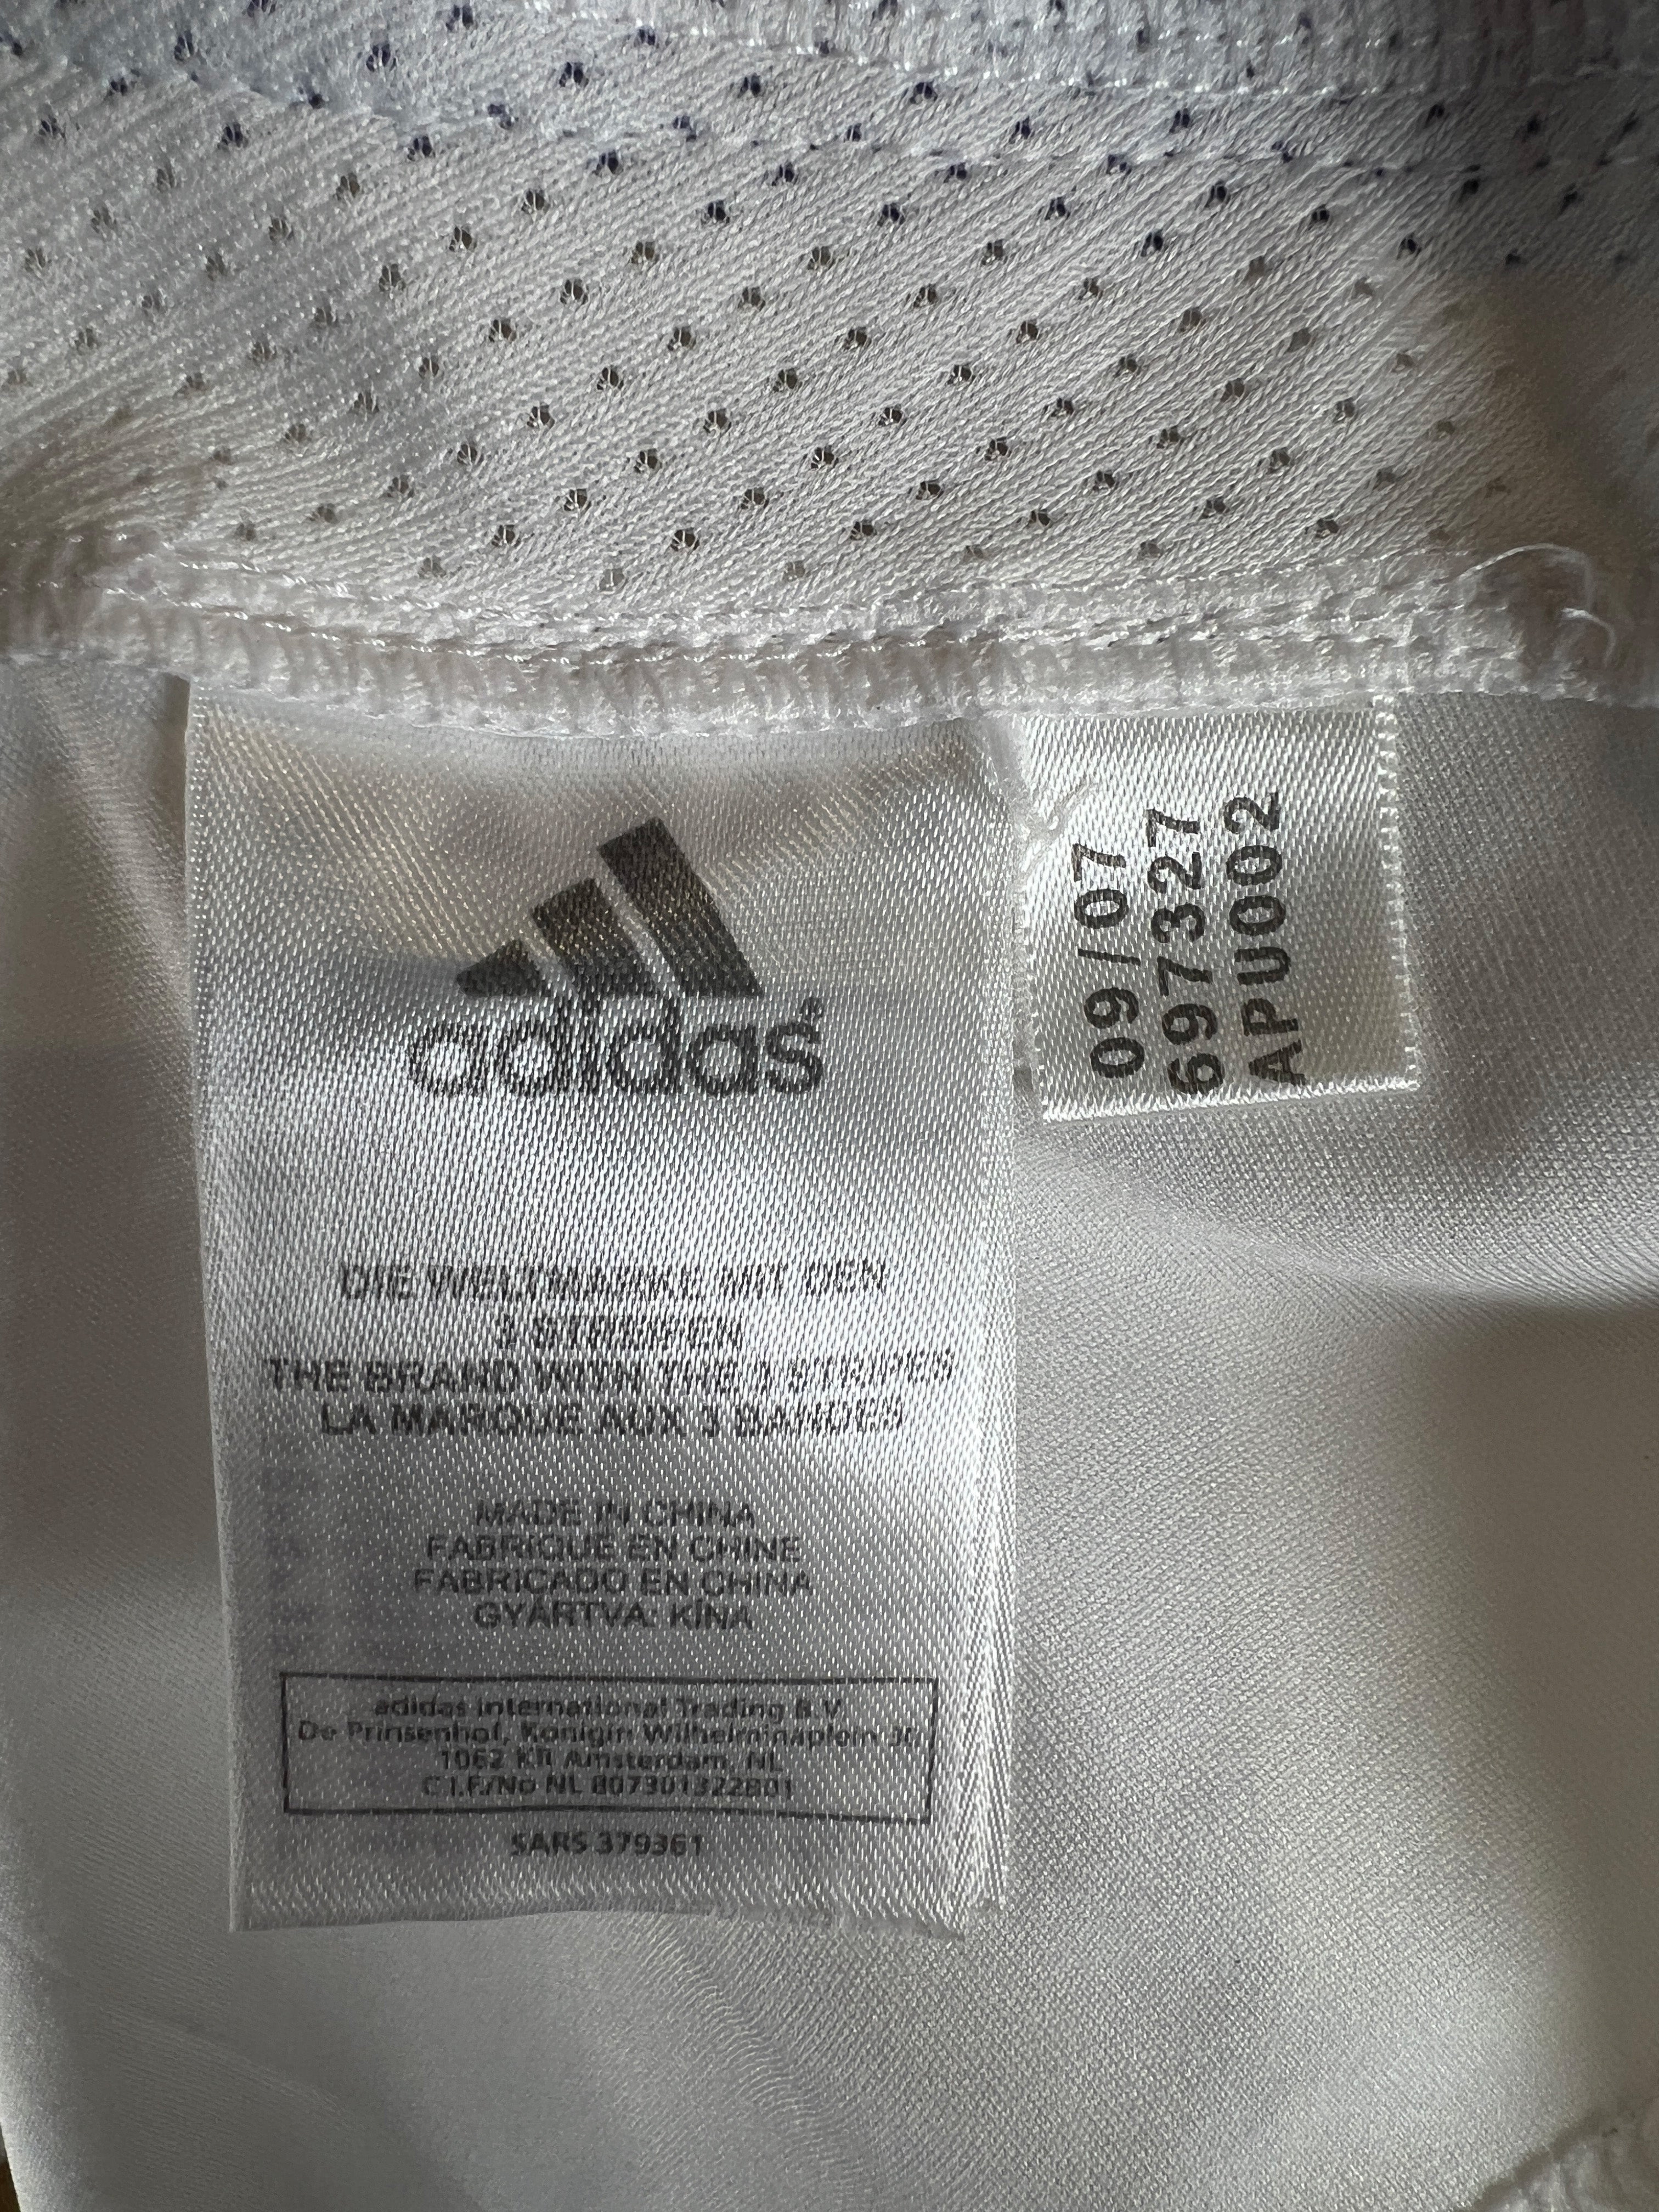 adidas
DIE WELTMARKE MIT DEN
3 STREIFEN
THE BRAND WITH THE 3 STRIPES
LA MARQUE AUX 3 BANDES
MADE IN CHINA
FABRIQUÉ EN CHINE
FABRICADO EN CHINA
GYÁRTVA: KÍNA
adidas International Trading B.V.
De Prinsenhof, Konigin Wilhelminaplein 30
1062 KR Amsterdam, NL
C.I.F./No NL 807301322B01
SARS 379361
09/07
697327
APU002